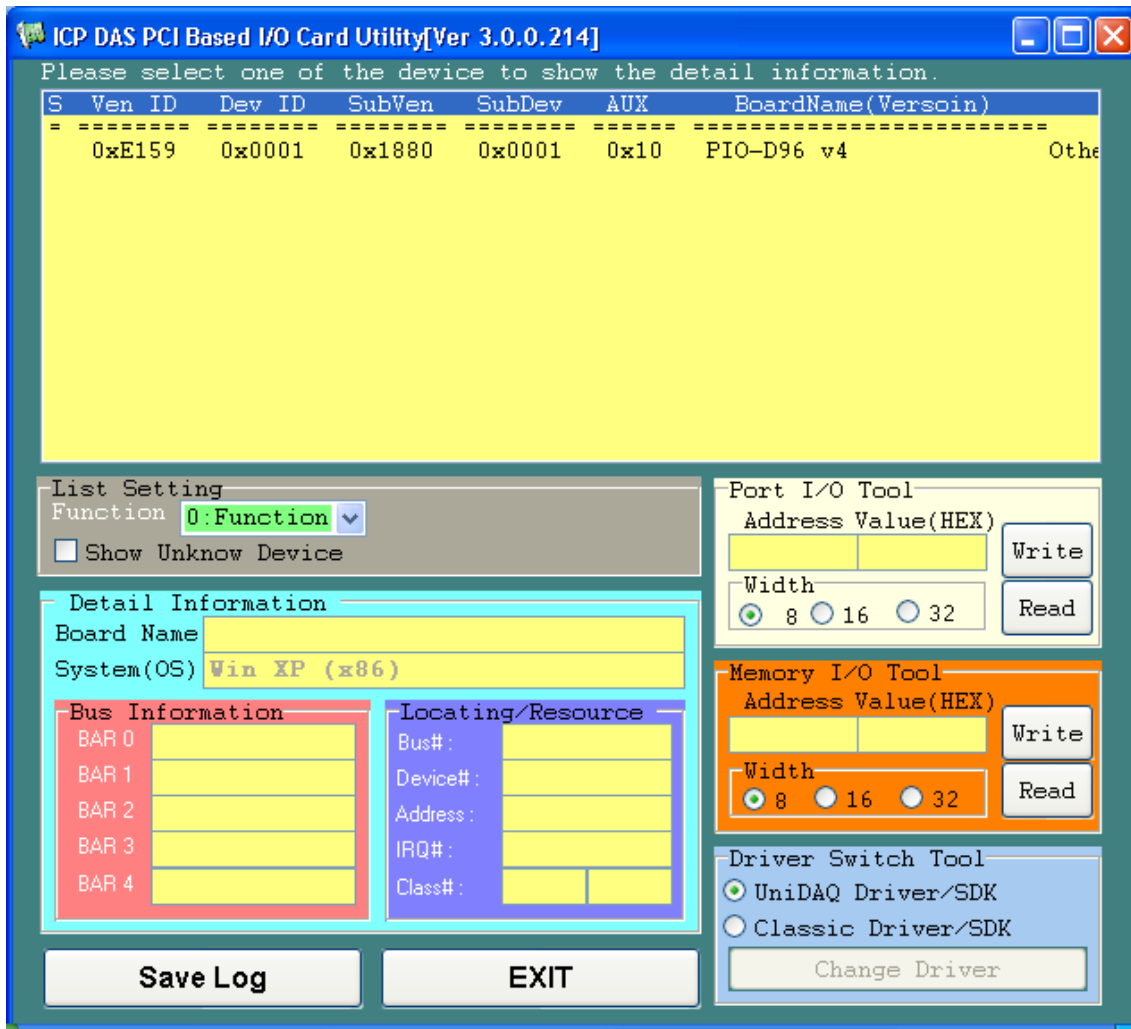 ICP DAS PCI Based I/O Card Utility[Ver 3.0.0.214]
Please select one of the device to show the detail information.
S Ven ID Dev ID SubVen SubDev AUX BoardName(Versoin)
= ======== ======== ======== ======== ====== =========================
0xE159 0x0001 0x1880 0x0001 0x10 PIO-D96 v4 Othe
List Setting
Function 0:Function
Show Unknow Device
Detail Information
Board Name
System(OS) Win XP (x86)
Bus Information
BAR 0
BAR 1
BAR 2
BAR 3
BAR 4
Locating/Resource
Bus# :
Device# :
Address :
IRQ# :
Class# :
Save Log
EXIT
Port I/O Tool
Address Value(HEX)
Write
Width
8 16 32
Read
Memory I/O Tool
Address Value(HEX)
Write
Width
8 16 32
Read
Driver Switch Tool
UniDAQ Driver/SDK
Classic Driver/SDK
Change Driver